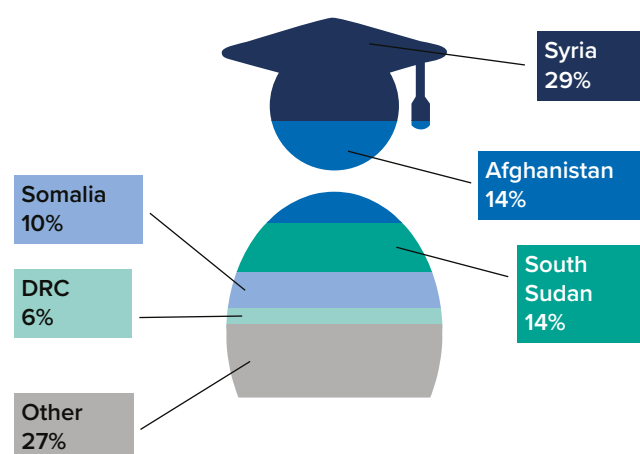 Syria
29%
Afghanistan
14%
Somalia
10%
South
Sudan
14%
DRC
6%
Other
27%